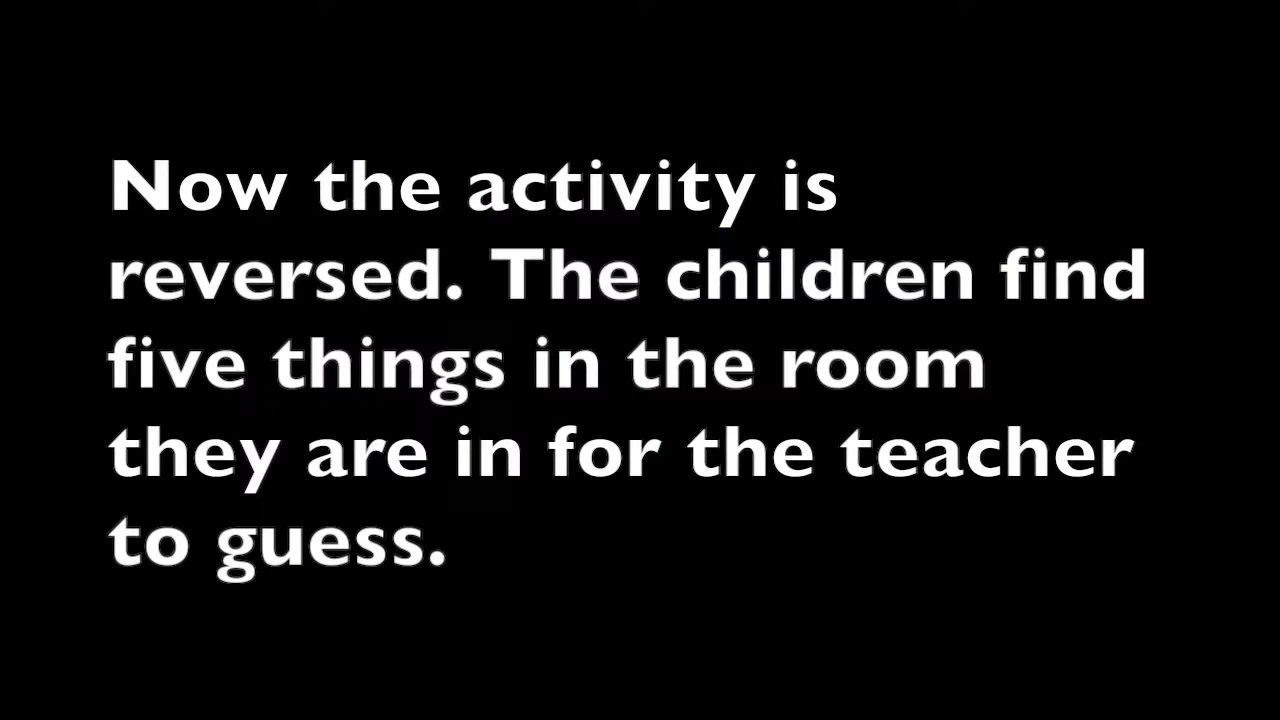 Now the activity is
reversed. The children find
five things in the room
they are in for the teacher
to guess.